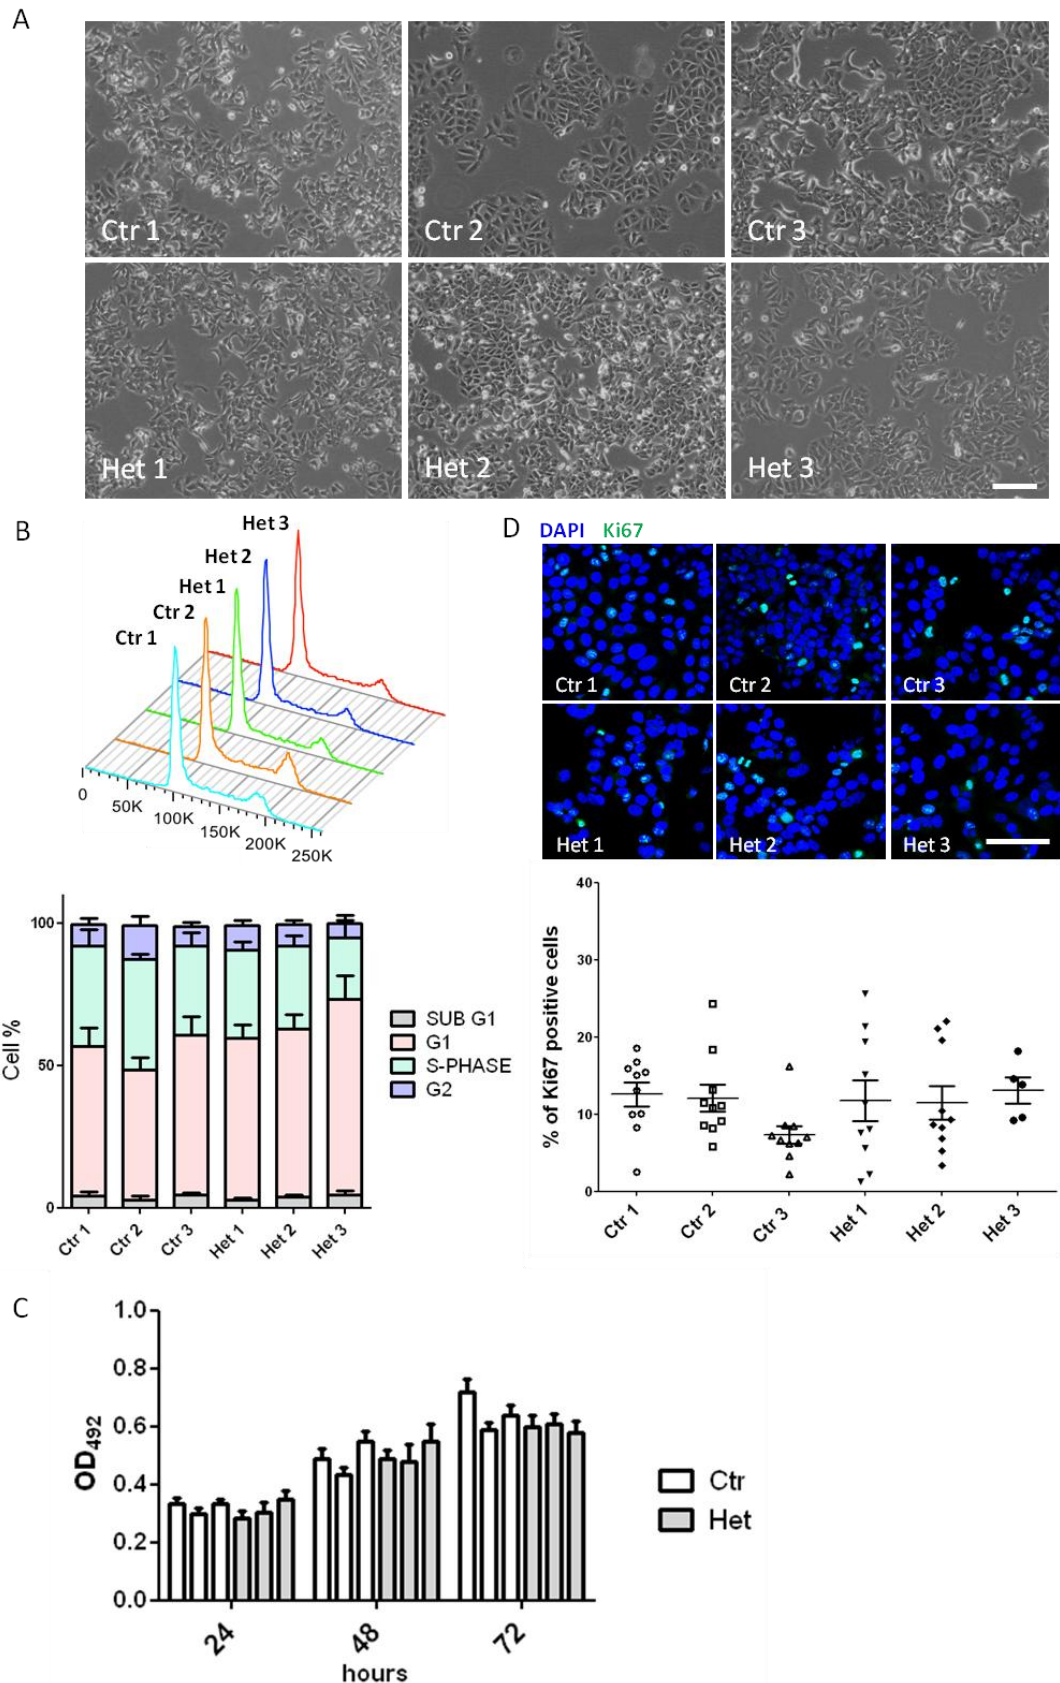 A
Ctr 1
Ctr 2
Ctr 3
Het 1
Het 2
Het 3
B
Het 3
Het 2
Het 1
Ctr 2
Ctr 1
0
50K
100K
150K
200K
250K
100
50
0
Cell %
Ctr 1
Ctr 2
Ctr 3
Het 1
Het 2
Het 3
SUB G1
G1
S-PHASE
G2
D
DAPI Ki67
Ctr 1
Ctr 2
Ctr 3
Het 1
Het 2
Het 3
40
30
20
10
0
% of Ki67 positive cells
Ctr 1
Ctr 2
Ctr 3
Het 1
Het 2
Het 3
C
1.0
0.8
0.6
0.4
0.2
0.0
OD492
24
48
72
hours
Ctr
Het